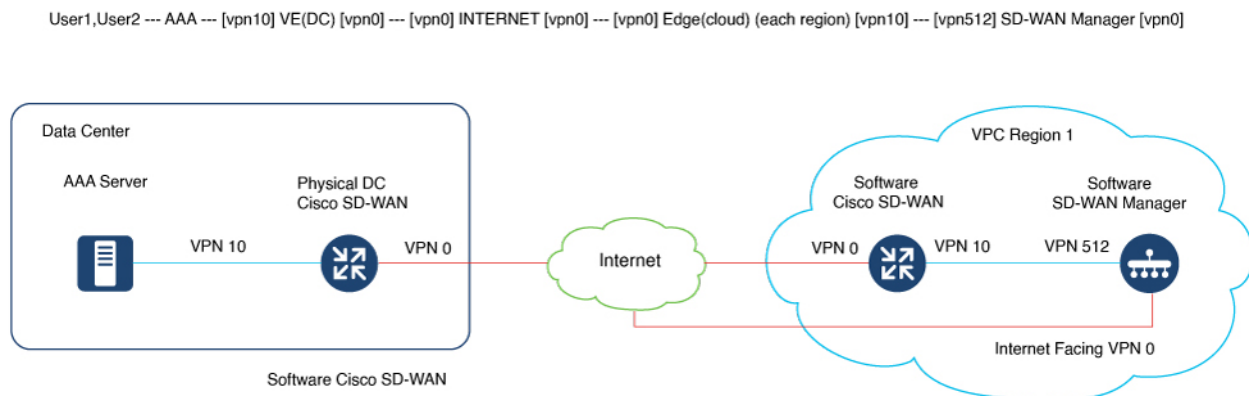 User1,User2 --- AAA --- [vpn10] VE(DC) [vpn0] --- [vpn0] INTERNET [vpn0] --- [vpn0] Edge(cloud) (each region) [vpn10] --- [vpn512] SD-WAN Manager [vpn0]
Data Center
AAA Server
Physical DC
Cisco SD-WAN
VPN 10
VPN 0
Software Cisco SD-WAN
Internet
VPC Region 1
Software
Cisco SD-WAN
Software
SD-WAN Manager
VPN 0
VPN 10
VPN 512
Internet Facing VPN 0